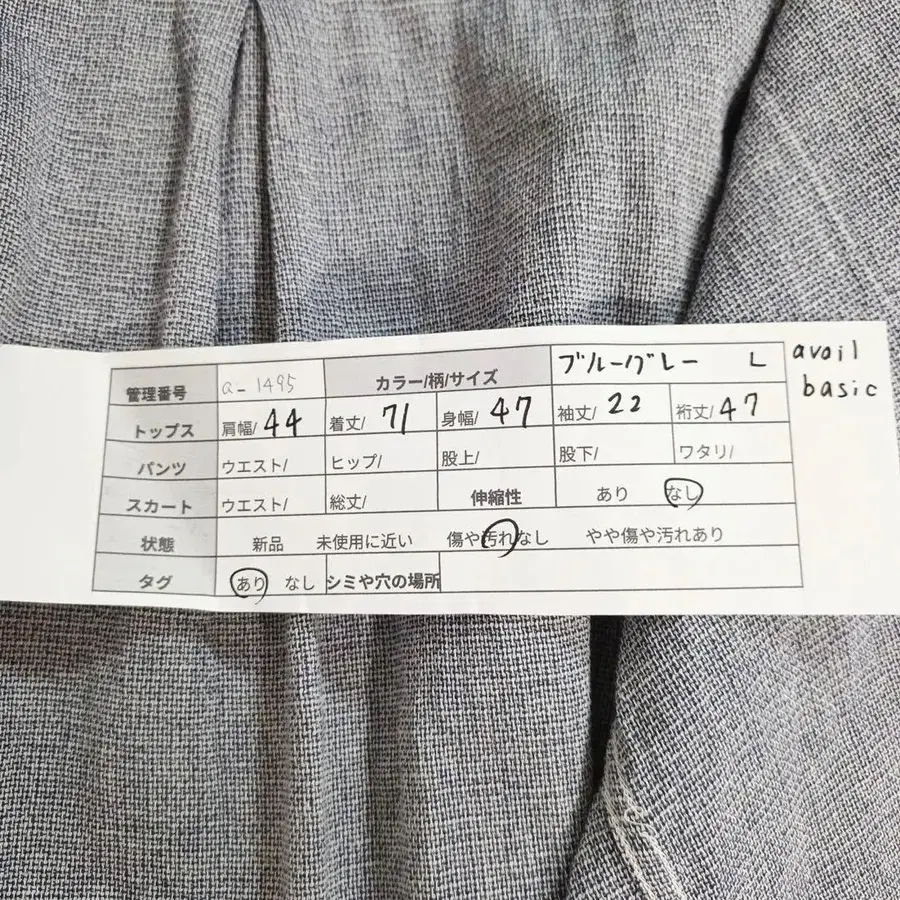 管理番号 a-1495 カラー/柄/サイズ ブルー/グレー L
avail
basic
トップス 肩幅/ 44 着丈/ 71 身幅/ 47 袖丈/ 22 裄丈/ 47
パンツ ウエスト/ ヒップ/ 股上/ 股下/ ワタリ/
スカート ウエスト/ 総丈/ 伸縮性 あり なし
状態 新品 未使用に近い 傷や汚れなし やや傷や汚れあり
タグ あり なし シミや穴の場所